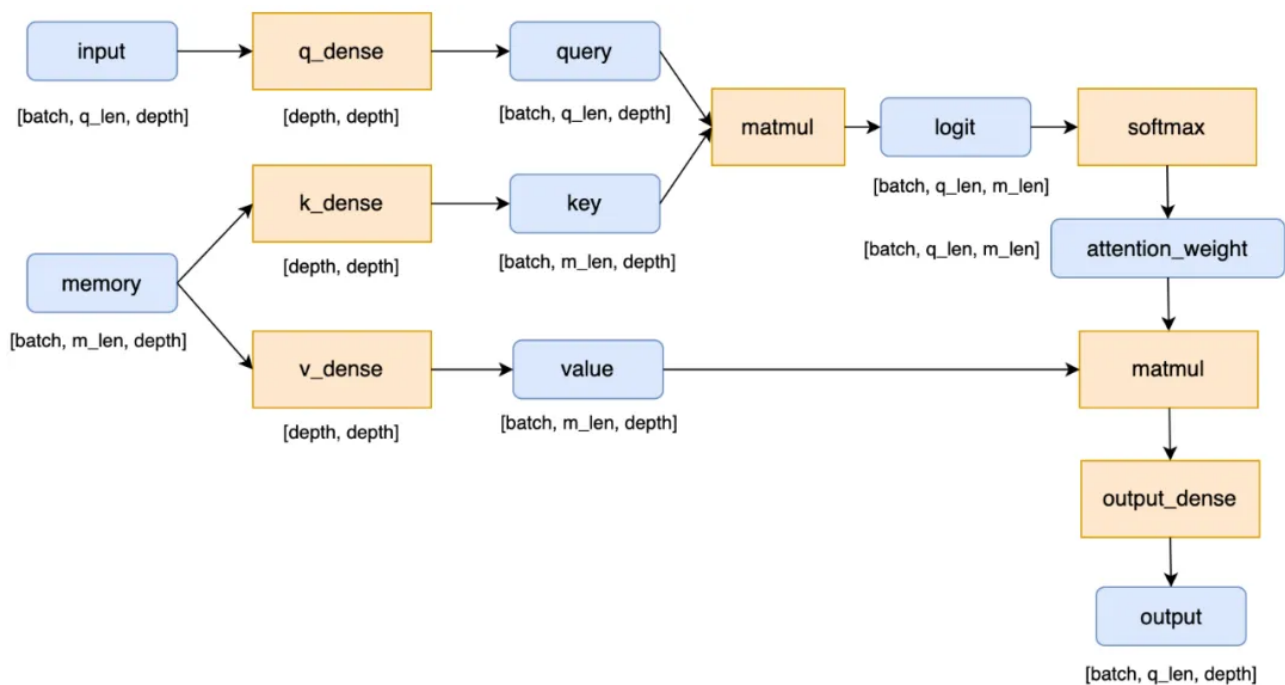 input
q_dense
query
[batch, q_len, depth]
[depth, depth]
[batch, q_len, depth]
matmul
logit
softmax
[batch, q_len, m_len]
k_dense
key
[depth, depth]
[batch, m_len, depth]
[batch, q_len, m_len]
attention_weight
memory
[batch, m_len, depth]
v_dense
value
matmul
[depth, depth]
[batch, m_len, depth]
output_dense
output
[batch, q_len, depth]